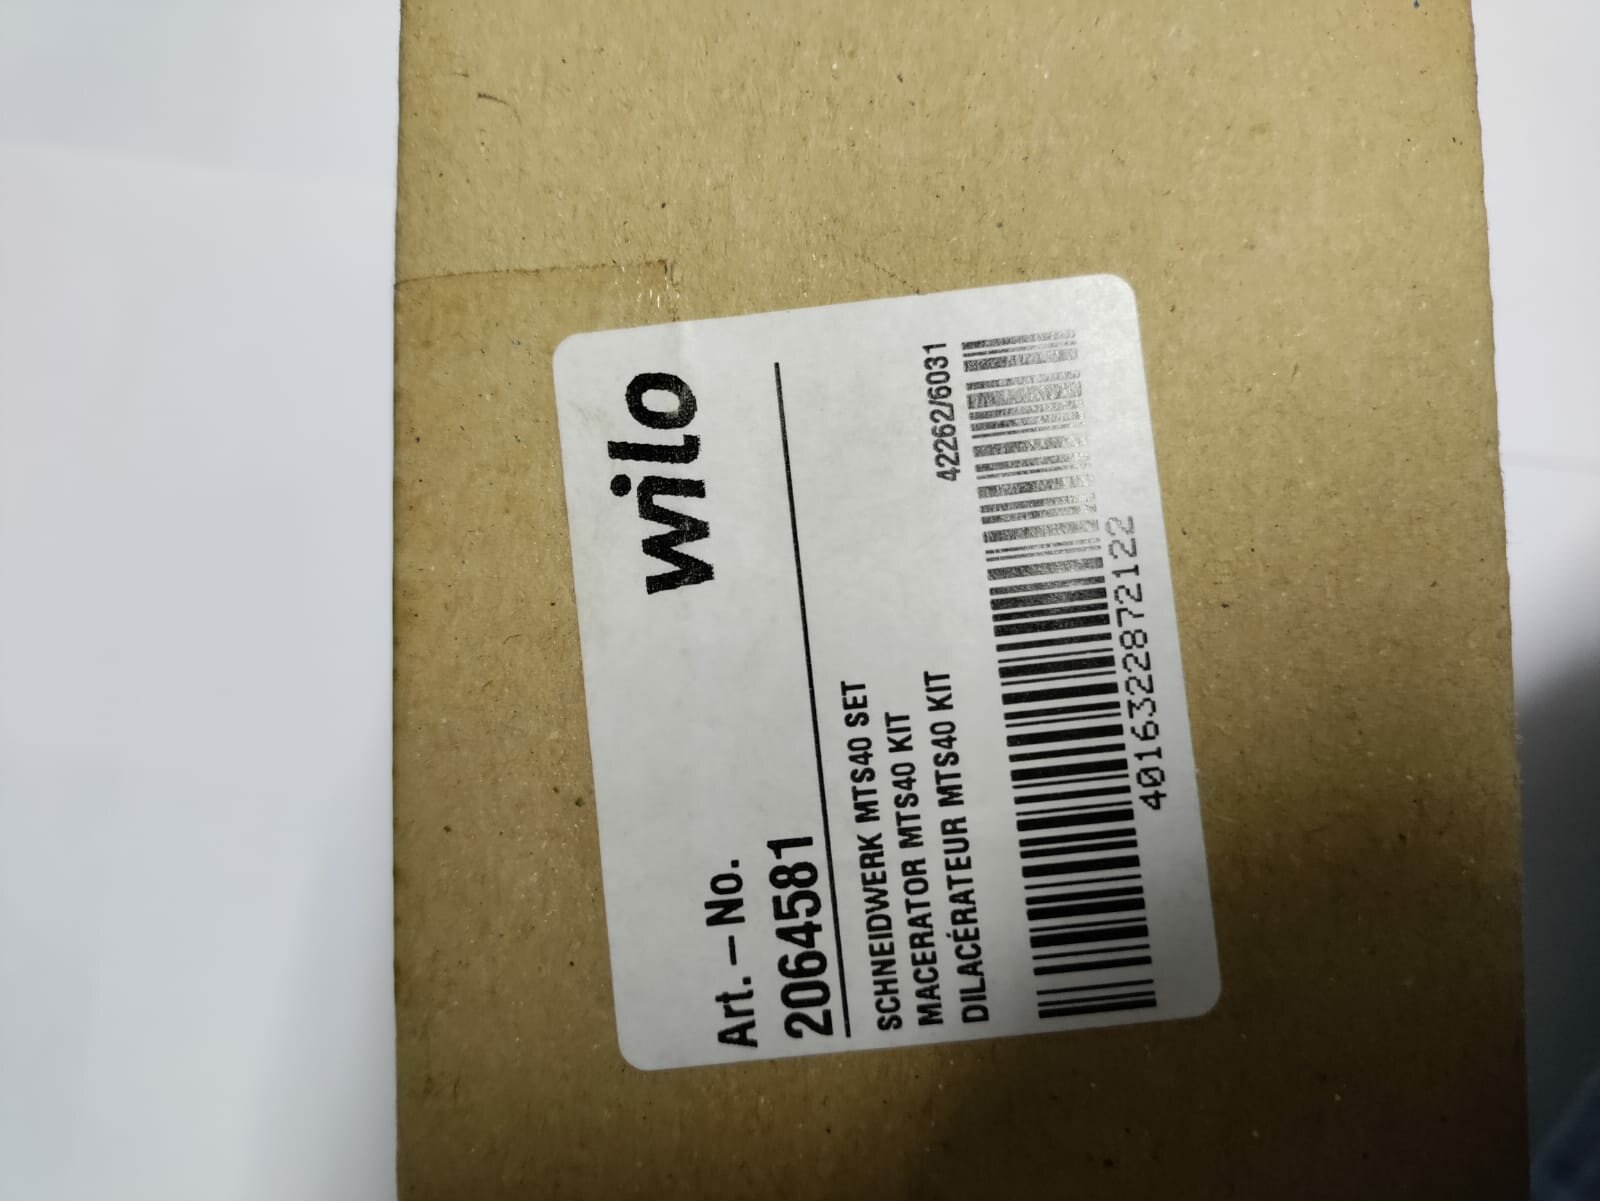 wilo
Art.-No.
2064581
SCHNEIDWERK MTS40 SET
MACERATOR MTS40 KIT
DILACÉRATEUR MTS40 KIT
42262/6031
4016322872122